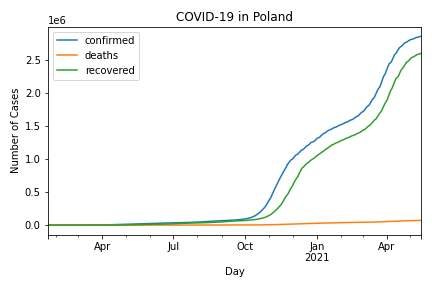 COVID-19 in Poland
1e6
confirmed
deaths
recovered
2.5
2.0
1.5
1.0
0.5
0.0
Number of Cases
Apr Jul Oct Jan Apr
2021
Day